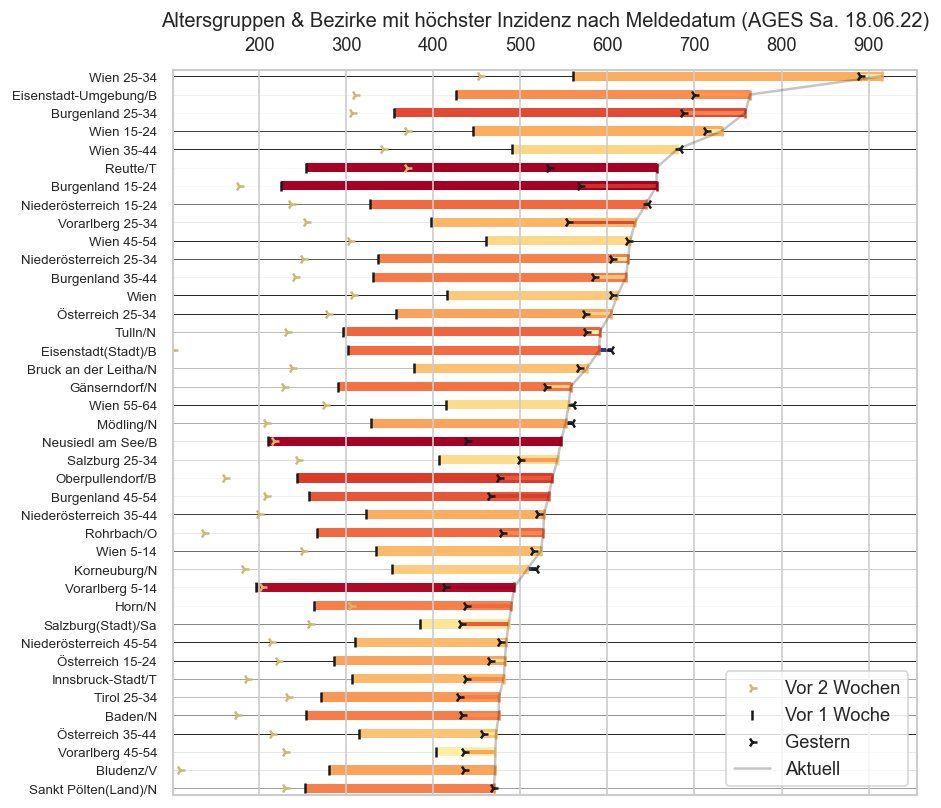 Altersgruppen & Bezirke mit höchster Inzidenz nach Meldedatum (AGES Sa. 18.06.22)
200 300 400 500 600 700 800 900
Wien 25-34
Eisenstadt-Umgebung/B
Burgenland 25-34
Wien 15-24
Wien 35-44
Reutte/T
Burgenland 15-24
Niederösterreich 15-24
Vorarlberg 25-34
Wien 45-54
Niederösterreich 25-34
Burgenland 35-44
Wien
Österreich 25-34
Tulln/N
Eisenstadt(Stadt)/B
Bruck an der Leitha/N
Gänserndorf/N
Wien 55-64
Mödling/N
Neusiedl am See/B
Salzburg 25-34
Oberpullendorf/B
Burgenland 45-54
Niederösterreich 35-44
Rohrbach/O
Wien 5-14
Korneuburg/N
Vorarlberg 5-14
Horn/N
Salzburg(Stadt)/Sa
Niederösterreich 45-54
Österreich 15-24
Innsbruck-Stadt/T
Tirol 25-34
Baden/N
Österreich 35-44
Vorarlberg 45-54
Bludenz/V
Sankt Pölten(Land)/N
Vor 2 Wochen
Vor 1 Woche
Gestern
Aktuell